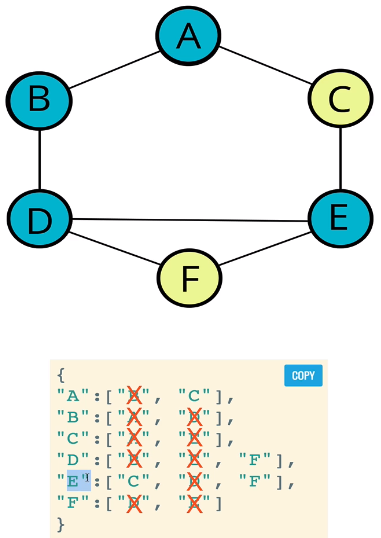 A
B
C
D
E
F
{ COPY
"A":["B", "C"],
"B":["A", "D"],
"C":["A", "E"],
"D":["B", "E", "F"],
"E":["C", "D", "F"],
"F":["D", "E"]
}